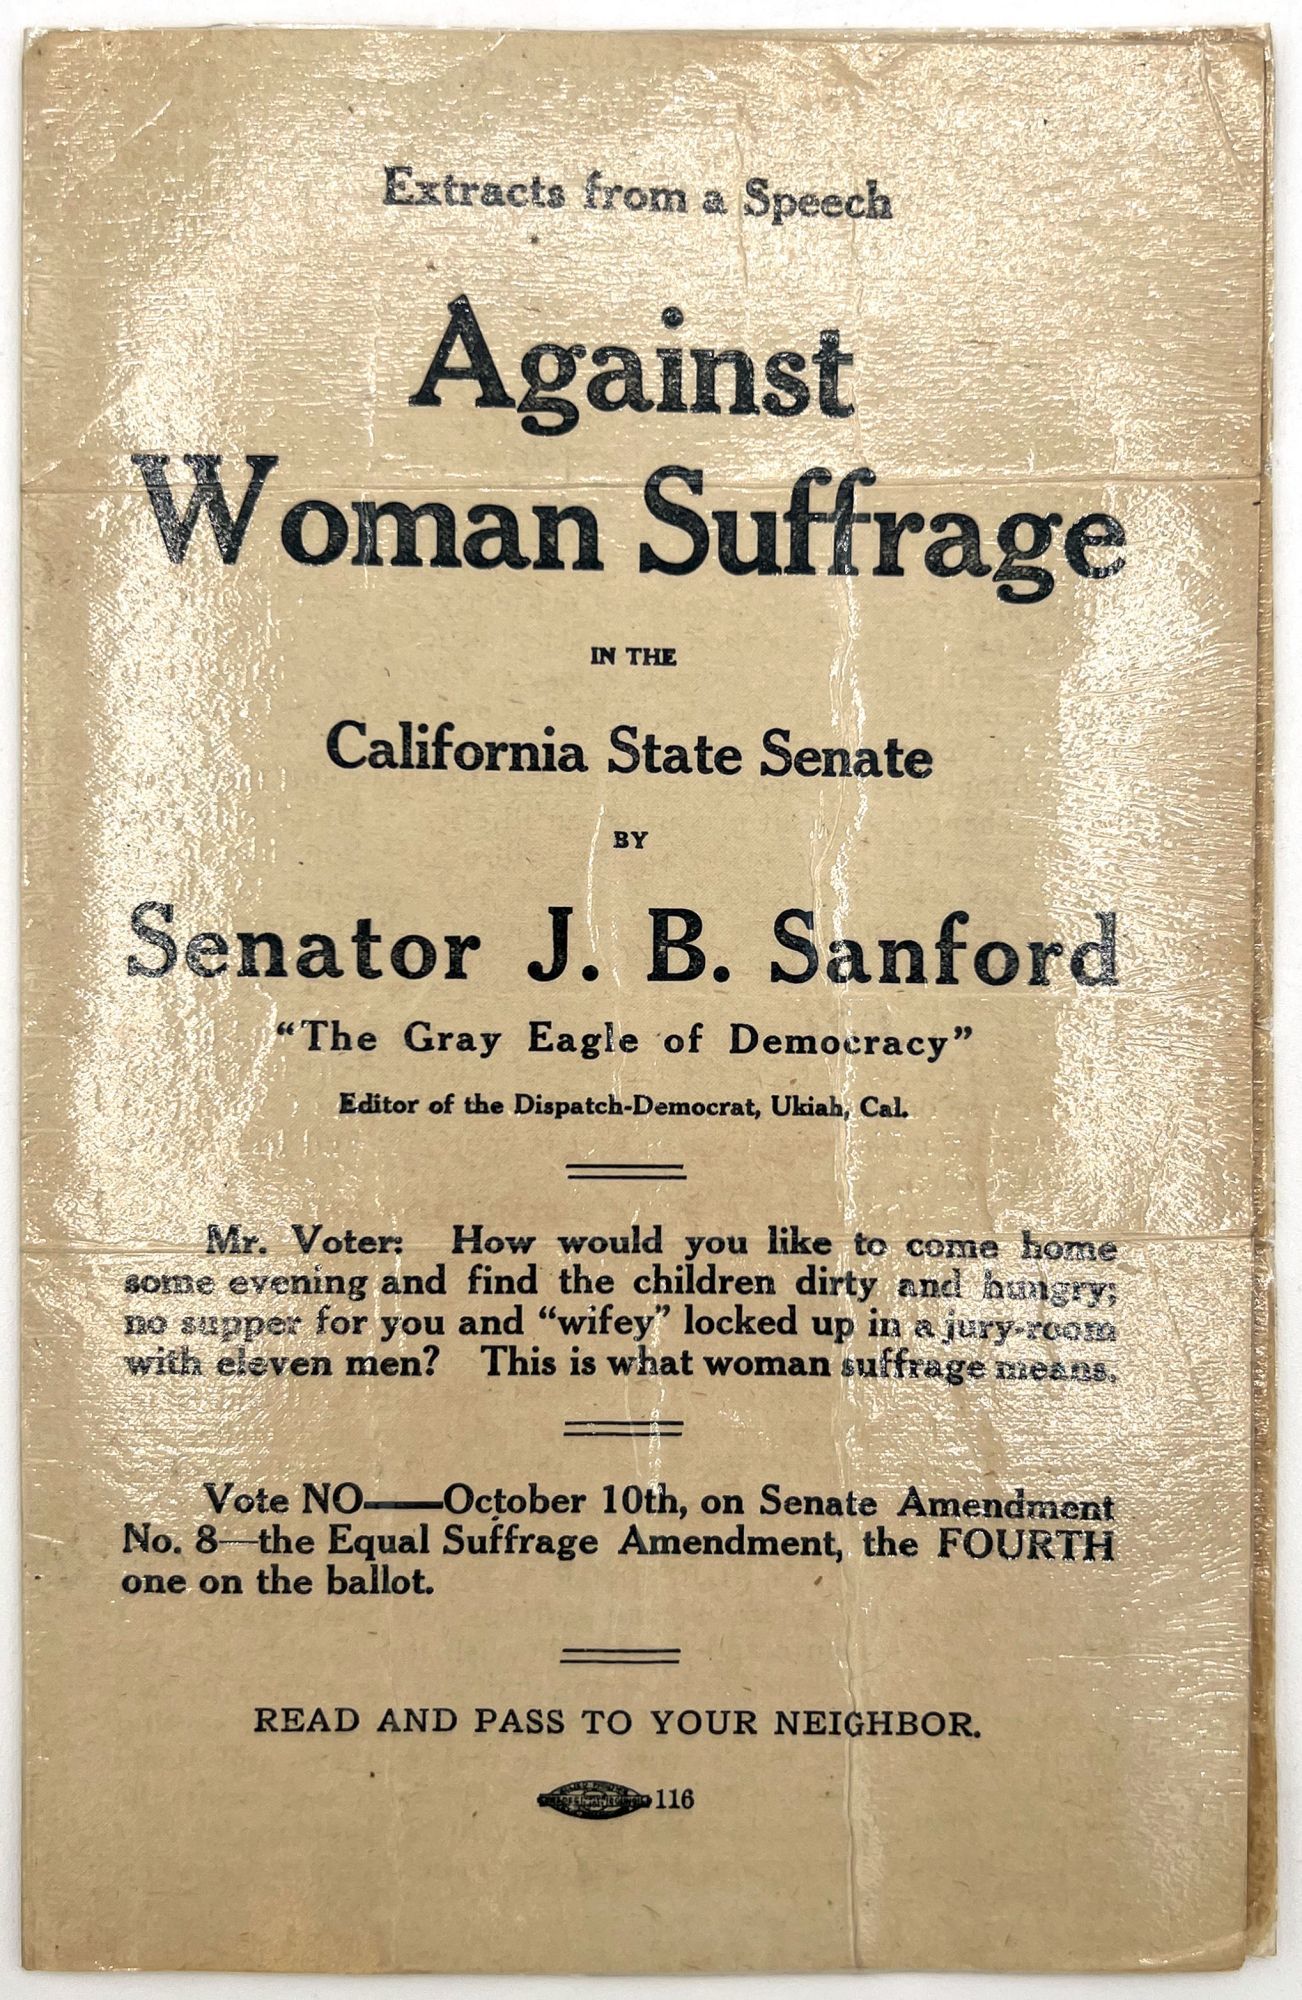 Extracts from a Speech
Against
Woman Suffrage
IN THE
California State Senate
BY
Senator J. B. Sanford
“The Gray Eagle of Democracy”
Editor of the Dispatch-Democrat, Ukiah, Cal.
Mr. Voter: How would you like to come home
some evening and find the children dirty and hungry;
no supper for you and “wifey” locked up in a jury-room
with eleven men? This is what woman suffrage means.
Vote NO——October 10th, on Senate Amendment
No. 8—the Equal Suffrage Amendment, the FOURTH
one on the ballot.
READ AND PASS TO YOUR NEIGHBOR.
116